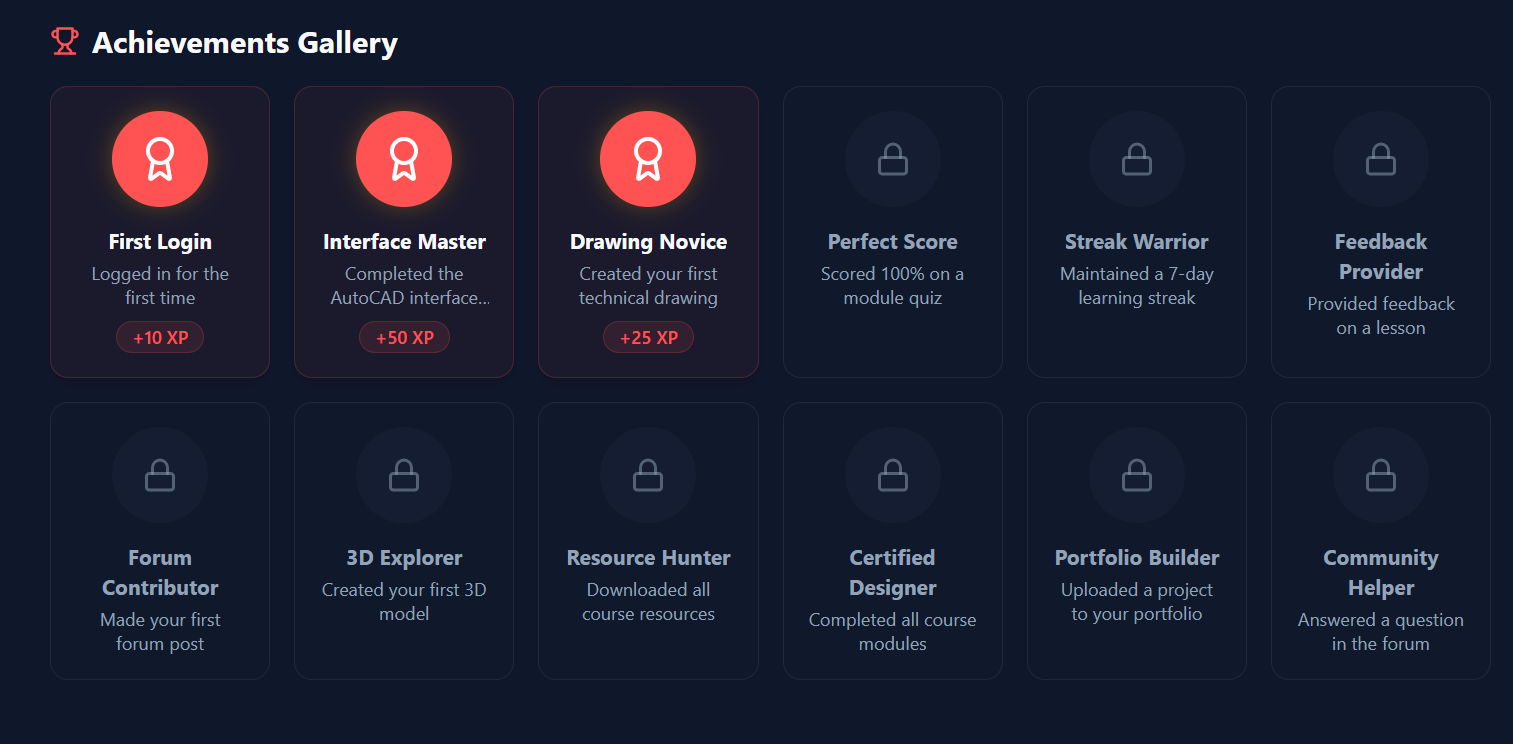 Achievements Gallery
First Login
Logged in for the
first time
+10 XP
Interface Master
Completed the
AutoCAD interface...
+50 XP
Drawing Novice
Created your first
technical drawing
+25 XP
Perfect Score
Scored 100% on a
module quiz
Streak Warrior
Maintained a 7-day
learning streak
Feedback
Provider
Provided feedback
on a lesson
Forum
Contributor
Made your first
forum post
3D Explorer
Created your first 3D
model
Resource Hunter
Downloaded all
course resources
Certified
Designer
Completed all course
modules
Portfolio Builder
Uploaded a project
to your portfolio
Community
Helper
Answered a question
in the forum